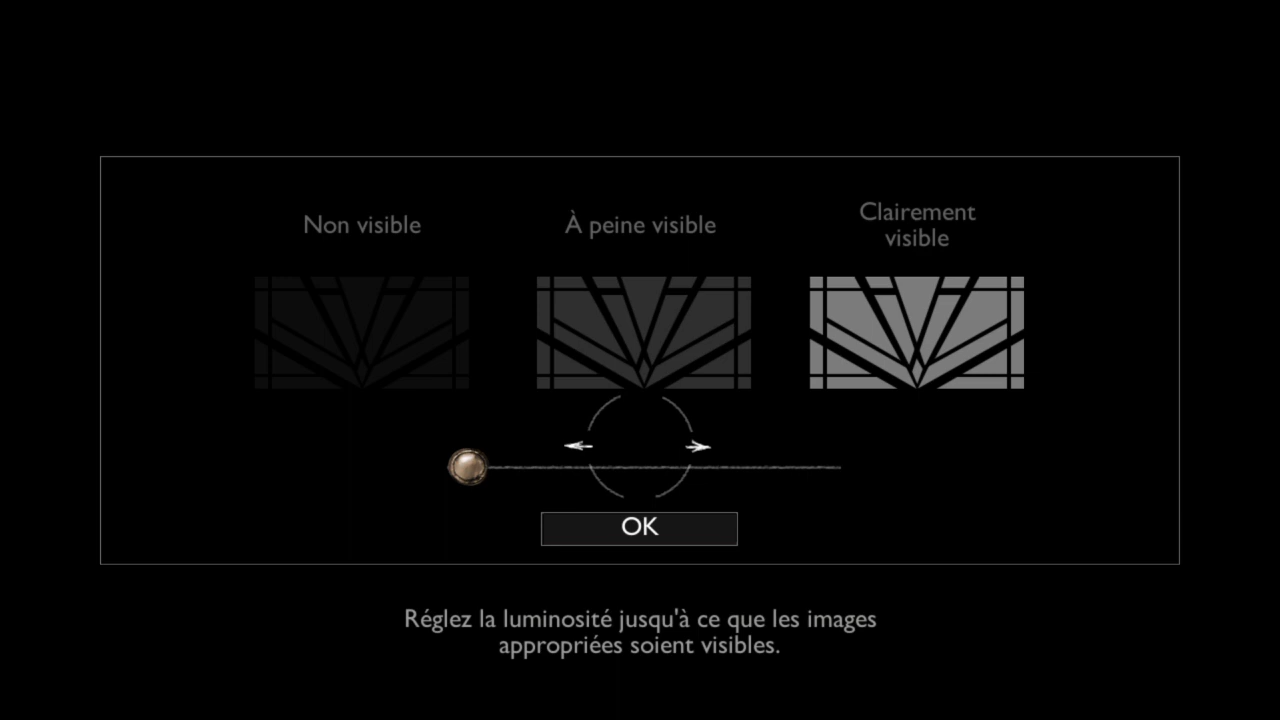 Non visible
À peine visible
Clairement
visible
OK
Réglez la luminosité jusqu'à ce que les images
appropriées soient visibles.